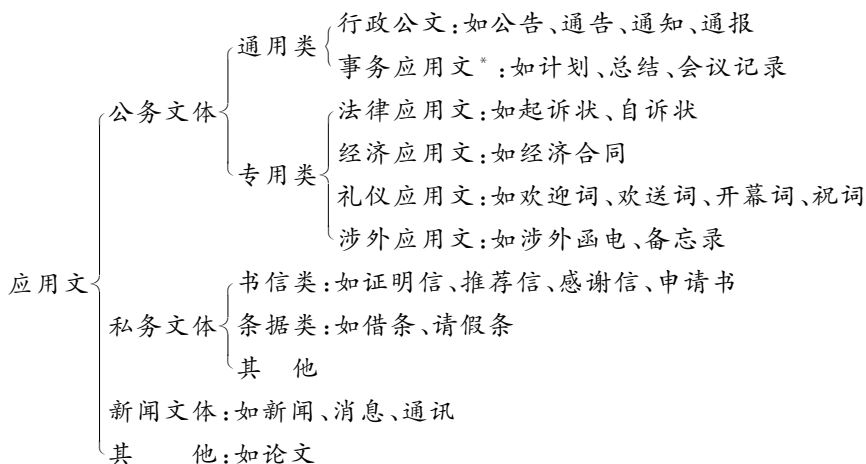 行政公文:如公告、通告、通知、通报
通用类
事务应用文*:如计划、总结、会议记录
公务文体
法律应用文:如起诉状、自诉状
经济应用文:如经济合同
专用类
礼仪应用文:如欢迎词、欢送词、开幕词、祝词
涉外应用文:如涉外函电、备忘录
应用文
书信类:如证明信、推荐信、感谢信、申请书
私务文体 条据类:如借条、请假条
其 他
新闻文体:如新闻、消息、通讯
其 他:如论文